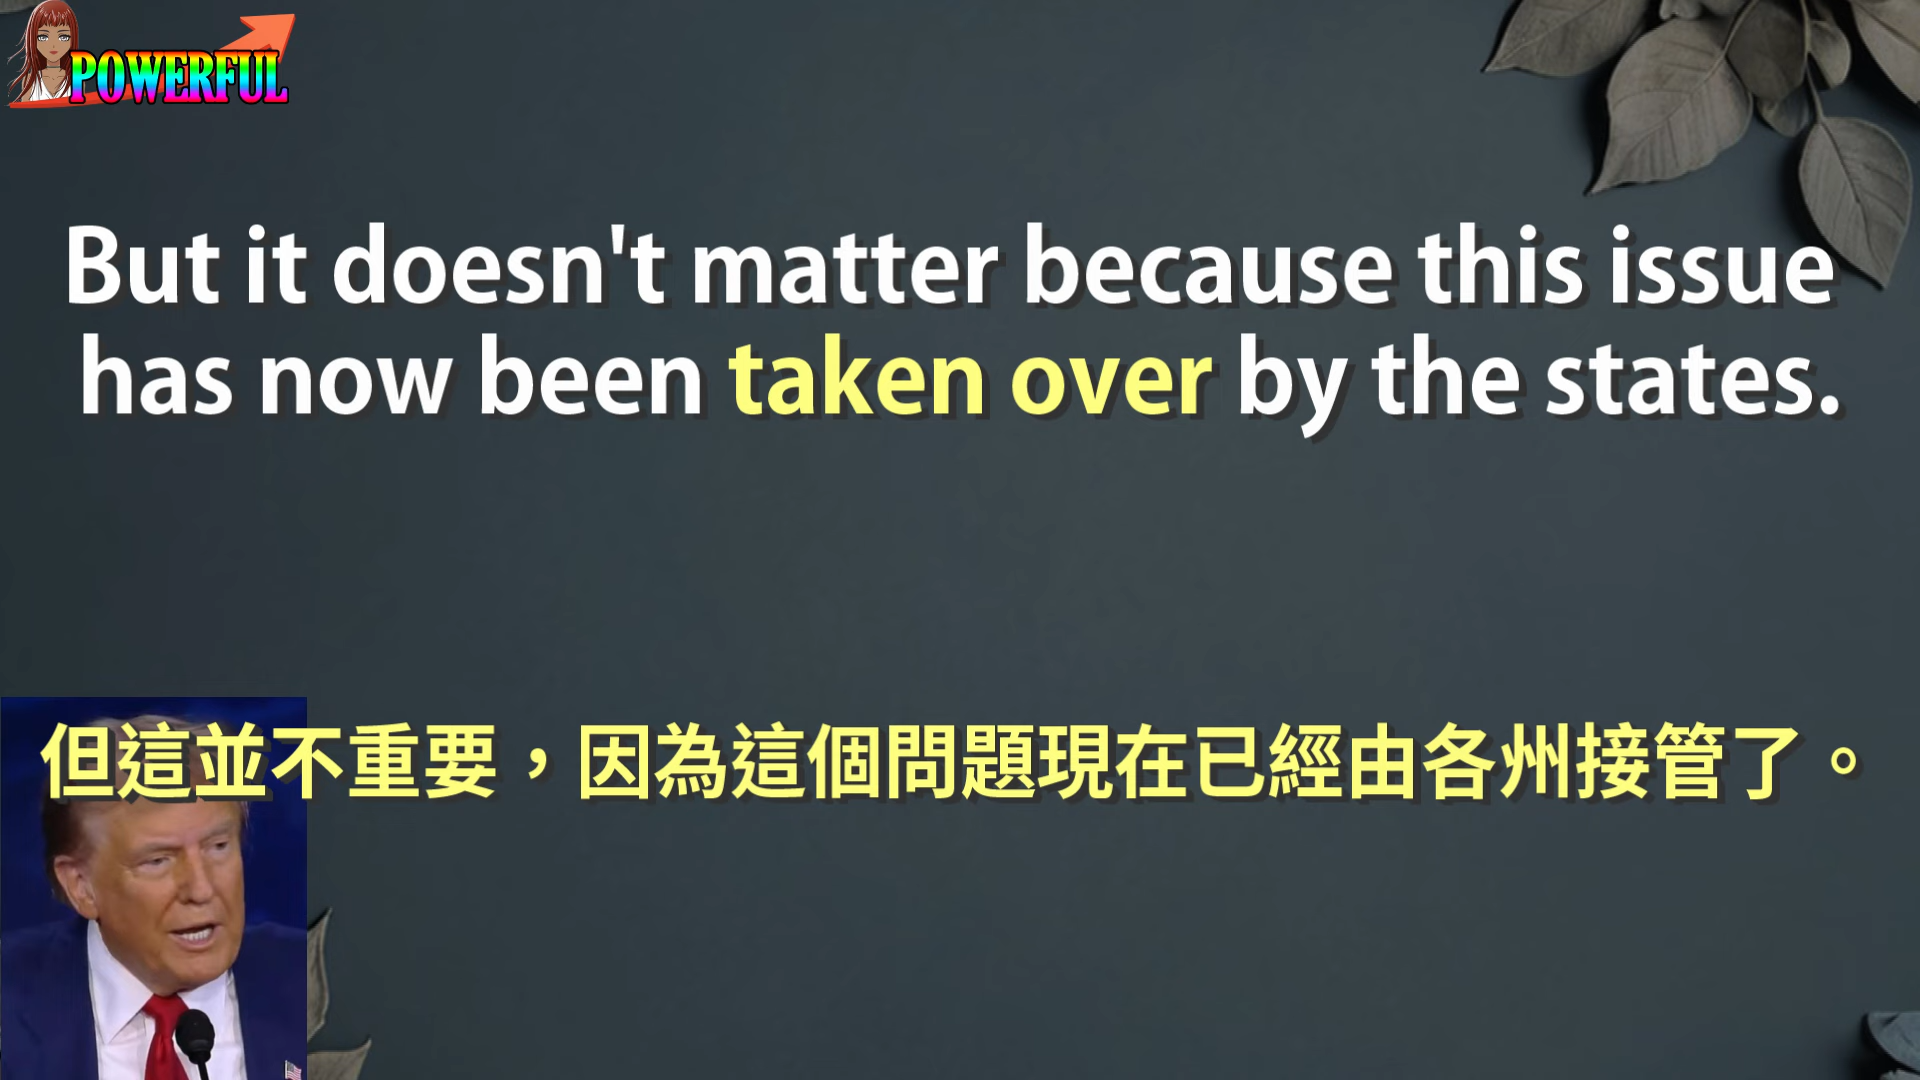 POWERFUL
But it doesn't matter because this issue
has now been taken over by the states.
但這並不重要，因為這個問題現在已經由各州接管了。